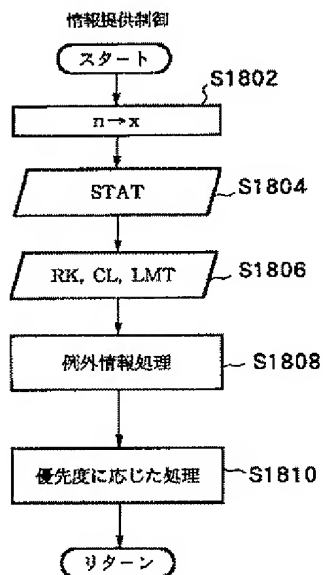 情報提供制御
スタート
S1802
n→x
STAT
S1804
RK, CL, LMT
S1806
例外情報処理
S1808
優先度に応じた処理
S1810
リターン